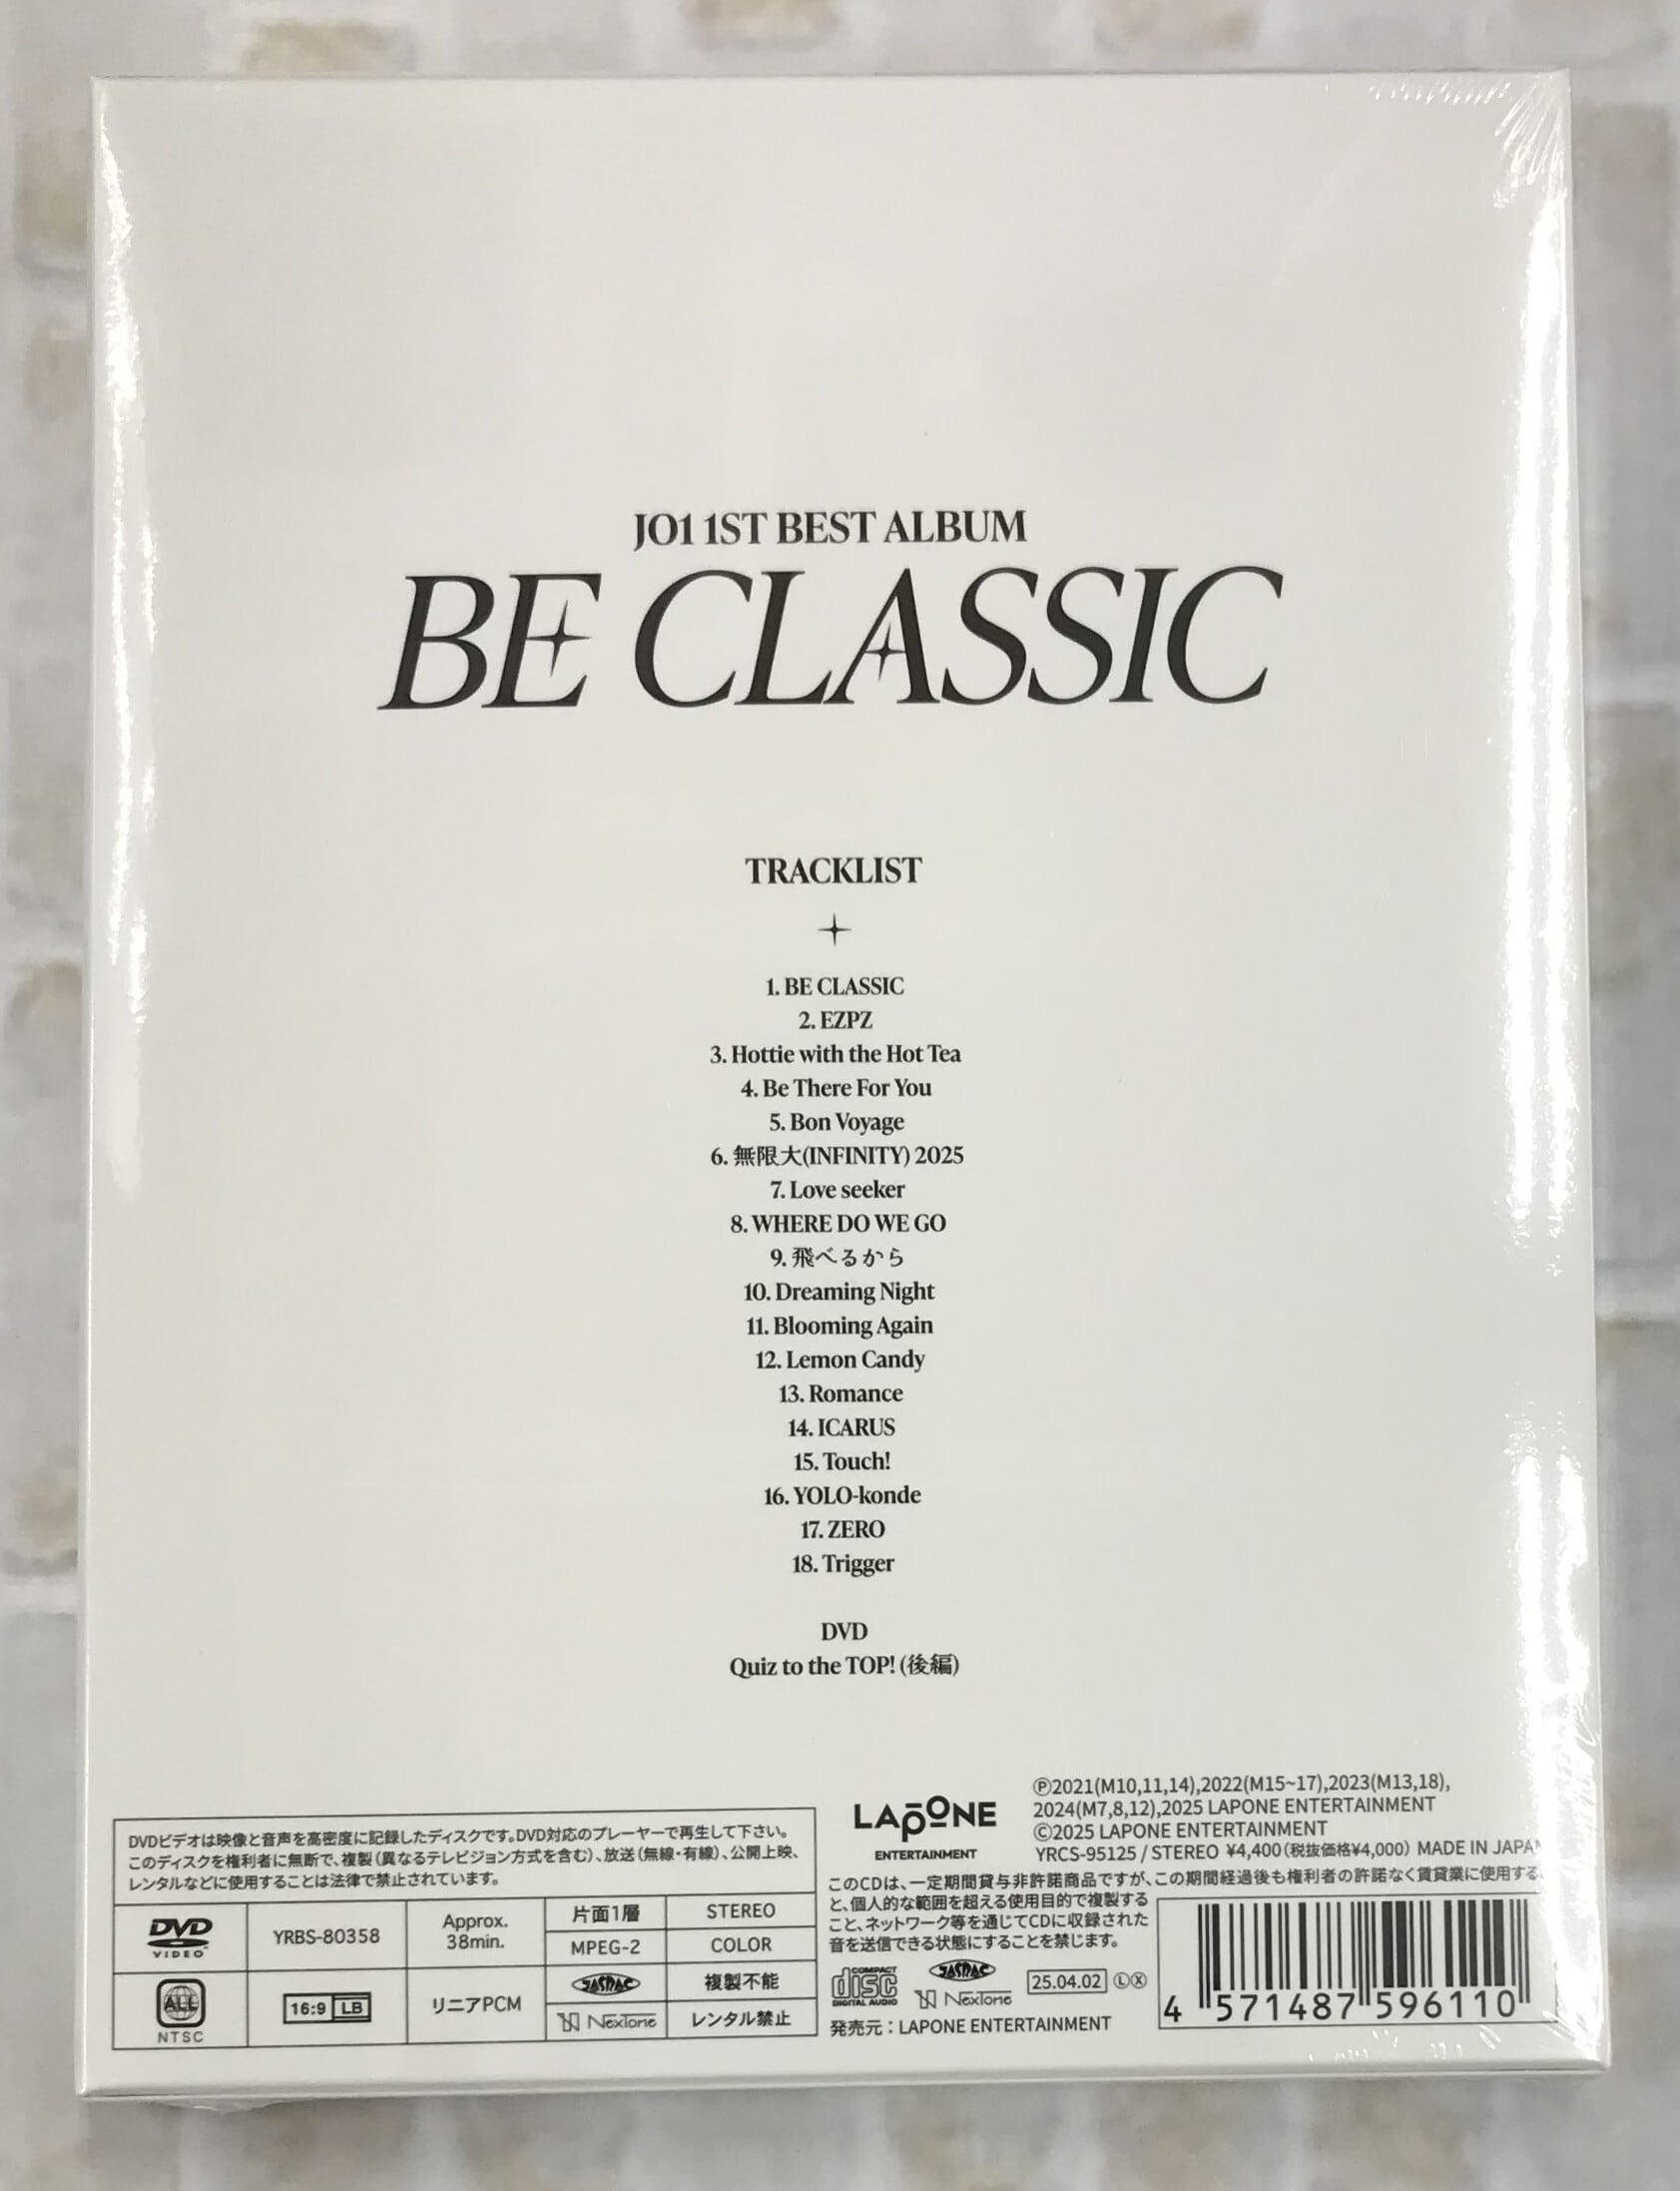 JO1 1ST BEST ALBUM
BE CLASSIC
TRACKLIST
1. BE CLASSIC
2. EZPZ
3. Hottie with the Hot Tea
4. Be There For You
5. Bon Voyage
6. 無限大(INFINITY) 2025
7. Love seeker
8. WHERE DO WE GO
9. 飛べるから
10. Dreaming Night
11. Blooming Again
12. Lemon Candy
13. Romance
14. ICARUS
15. Touch!
16. YOLO-konde
17. ZERO
18. Trigger
DVD
Quiz to the TOP! (後編)
DVDビデオは映像と音声を高密度に記録したディスクです。DVD対応のプレーヤーで再生して下さい。
このディスクを権利者に無断で、複製(異なるテレビジョン方式を含む)、放送(無線・有線)、公開上映、
レンタルなどに使用することは法律で禁止されています。
DVD VIDEO
YRBS-80358
Approx.
38min.
片面1層
STEREO
MPEG-2
COLOR
ALL
NTSC
16:9 LB
リニアPCM
JASRAC
複製不能
NexTone
レンタル禁止
LAPONE
ENTERTAINMENT
Ⓟ2021(M10,11,14),2022(M15~17),2023(M13,18),
2024(M7,8,12),2025 LAPONE ENTERTAINMENT
Ⓒ2025 LAPONE ENTERTAINMENT
YRCS-95125 / STEREO ¥4,400(税抜価格¥4,000) MADE IN JAPAN
このCDは、一定期間貸与非許諾商品ですが、この期間経過後も権利者の許諾なく賃貸業に使用する
と、個人的な範囲を超える使用目的で複製する
こと、ネットワーク等を通じてCDに収録された
音を送信できる状態にすることを禁じます。
COMPACT disc DIGITAL AUDIO
JASRAC
NexTone
25.04.02 ⓁⓍ
発売元:LAPONE ENTERTAINMENT
4 571487 596110